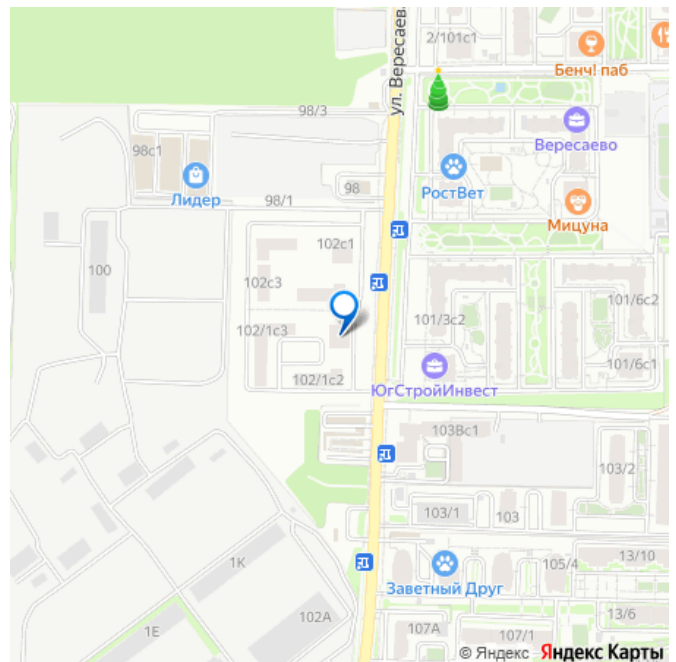 2/101с1
Бенч! паб
ул. Вересаева
98/3
98с1
Вересаево
98
Лидер
98/1
РостВет
Мицуна
102с1
100
102с3
101/6с2
101/3с2
102/1с3
101/6с1
102/1с2
ЮгСтройИнвест
103Вс1
103/2
103/1
103
1К
13/10
105/4
Заветный Друг
102А
13/6
1Е
107А
107/1
© Яндекс Яндекс Карты